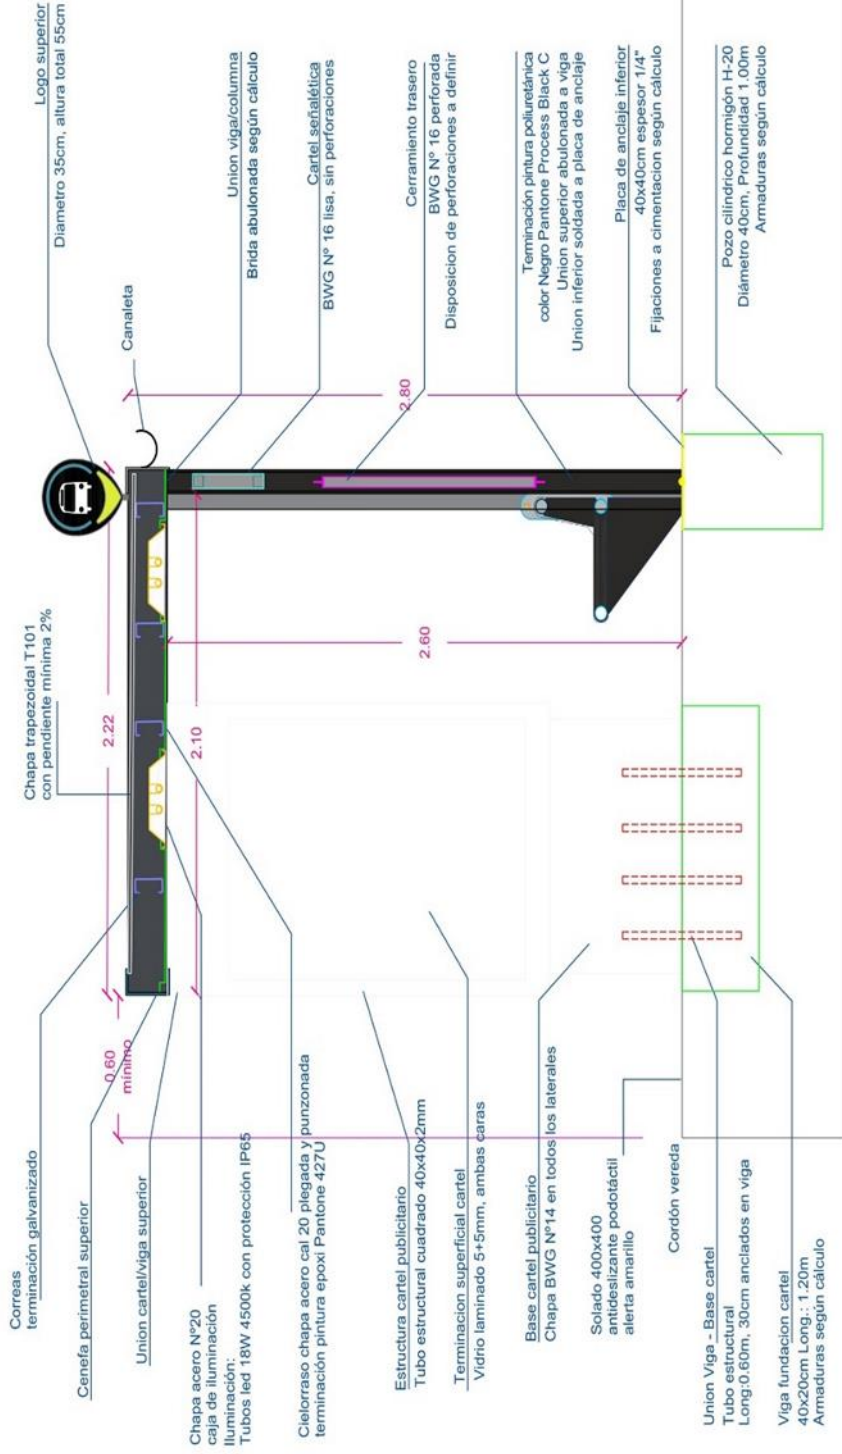 Correas
terminación galvanizado
Cenefa perimetral superior
Union cartel/viga superior
Chapa acero Nº20
caja de iluminación
Iluminación:
Tubos led 18W 4500k con protección IP65
Cielorraso chapa acero cal 20 plegada y punzonada
terminación pintura epoxi Pantone 427U
Estructura cartel publicitario
Tubo estructural cuadrado 40x40x2mm
Terminacion superficial cartel
Vidrio laminado 5+5mm, ambas caras
Base cartel publicitario
Chapa BWG Nº14 en todos los laterales
Solado 400x400
antideslizante podotáctil
alerta amarillo
Cordón vereda
Union Viga - Base cartel
Tubo estructural
Long:0.60m, 30cm anclados en viga
Viga fundacion cartel
40x20cm Long.: 1.20m
Armaduras según cálculo
Chapa trapezoidal T101
con pendiente mínima 2%
0.60
mínimo
2.22
2.10
2.60
2.80
Logo superior
Diametro 35cm, altura total 55cm
Canaleta
Union viga/columna
Brida abulonada según cálculo
Cartel señalética
BWG Nº 16 lisa, sin perforaciones
Cerramiento trasero
BWG Nº 16 perforada
Disposicion de perforaciones a definir
Terminación pintura poliuretánica
color Negro Pantone Process Black C
Union superior abulonada a viga
Union inferior soldada a placa de anclaje
Placa de anclaje inferior
40x40cm espesor 1/4"
Fijaciones a cimentacion según cálculo
Pozo cilíndrico hormigón H-20
Diámetro 40cm, Profundidad 1.00m
Armaduras según cálculo